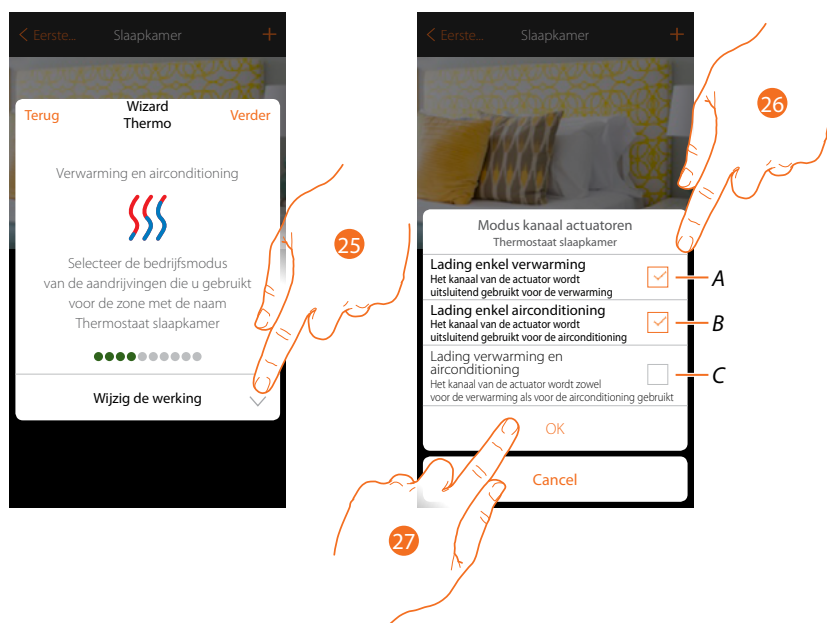 Eerste...
Slaapkamer
+
Terug
Wizard
Thermo
Verder
Verwarming en airconditioning
Selecteer de bedrijfsmodus
van de aandrijvingen die u gebruikt
voor de zone met de naam
Thermostaat slaapkamer
Wijzig de werking
25
Eerste...
Slaapkamer
+
26
Modus kanaal actuatoren
Thermostaat slaapkamer
Lading enkel verwarming
Het kanaal van de actuator wordt
uitsluitend gebruikt voor de verwarming
A
Lading enkel airconditioning
Het kanaal van de actuator wordt
uitsluitend gebruikt voor de airconditioning
B
Lading verwarming en
airconditioning
Het kanaal van de actuator wordt zowel
voor de verwarming als voor de airconditioning gebruikt
C
OK
Cancel
27